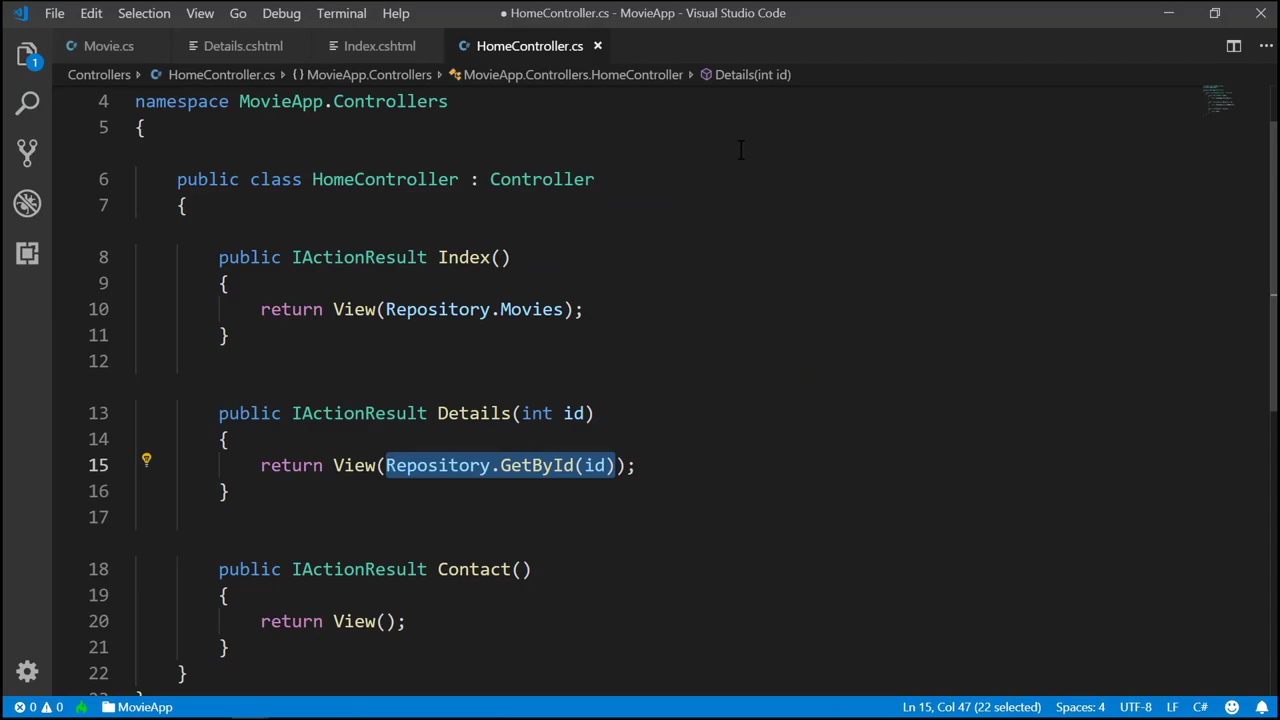 File Edit Selection View Go Debug Terminal Help ● HomeController.cs - MovieApp - Visual Studio Code
Movie.cs Details.cshtml Index.cshtml HomeController.cs
Controllers HomeController.cs {} MovieApp.Controllers MovieApp.Controllers.HomeController Details(int id)
1
4 namespace MovieApp.Controllers
5 {
6 public class HomeController : Controller
7 {
8 public IActionResult Index()
9 {
10 return View(Repository.Movies);
11 }
12
13 public IActionResult Details(int id)
14 {
15 return View(Repository.GetById(id));
16 }
17
18 public IActionResult Contact()
19 {
20 return View();
21 }
22 }
0 0 MovieApp Ln 15, Col 47 (22 selected) Spaces: 4 UTF-8 LF C#